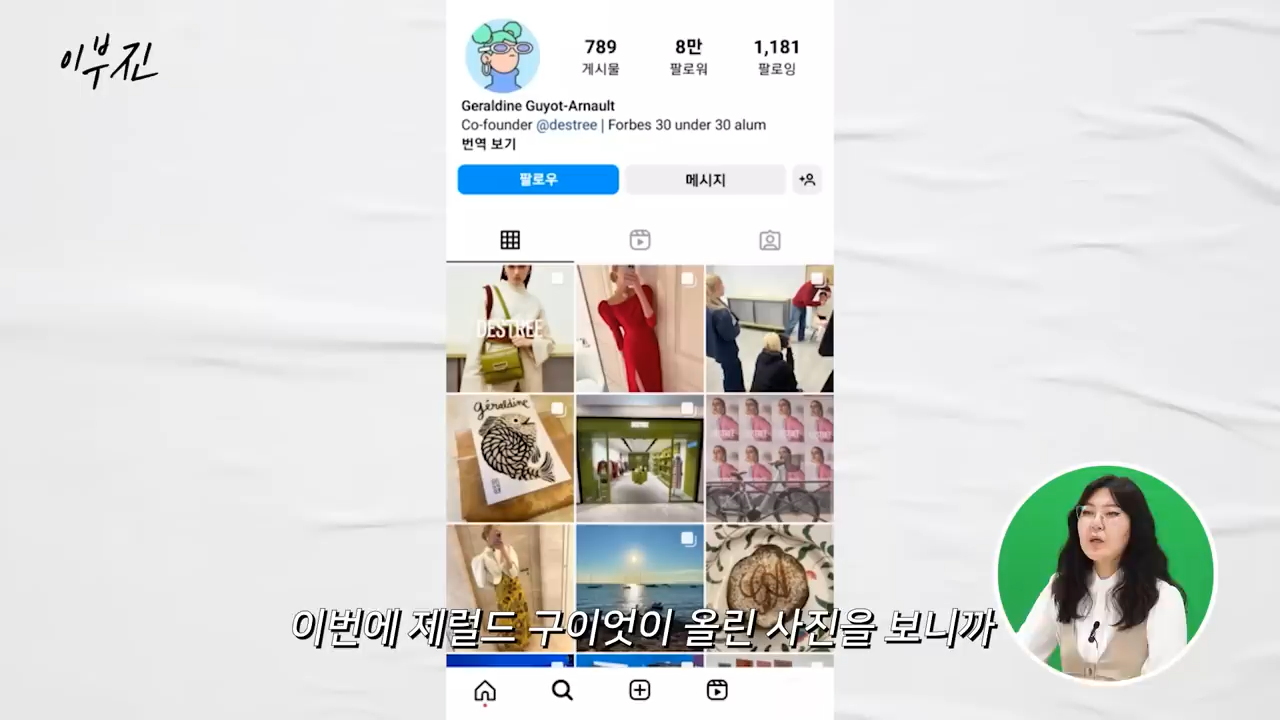 이부진
789
8만
1,181
게시물
팔로워
팔로잉
Geraldine Guyot-Arnault
Co-founder @destree | Forbes 30 under 30 alum
번역 보기
팔로우
메시지
DESTREE
géraldine
이번에 제럴드 구이엇이 올린 사진을 보니까